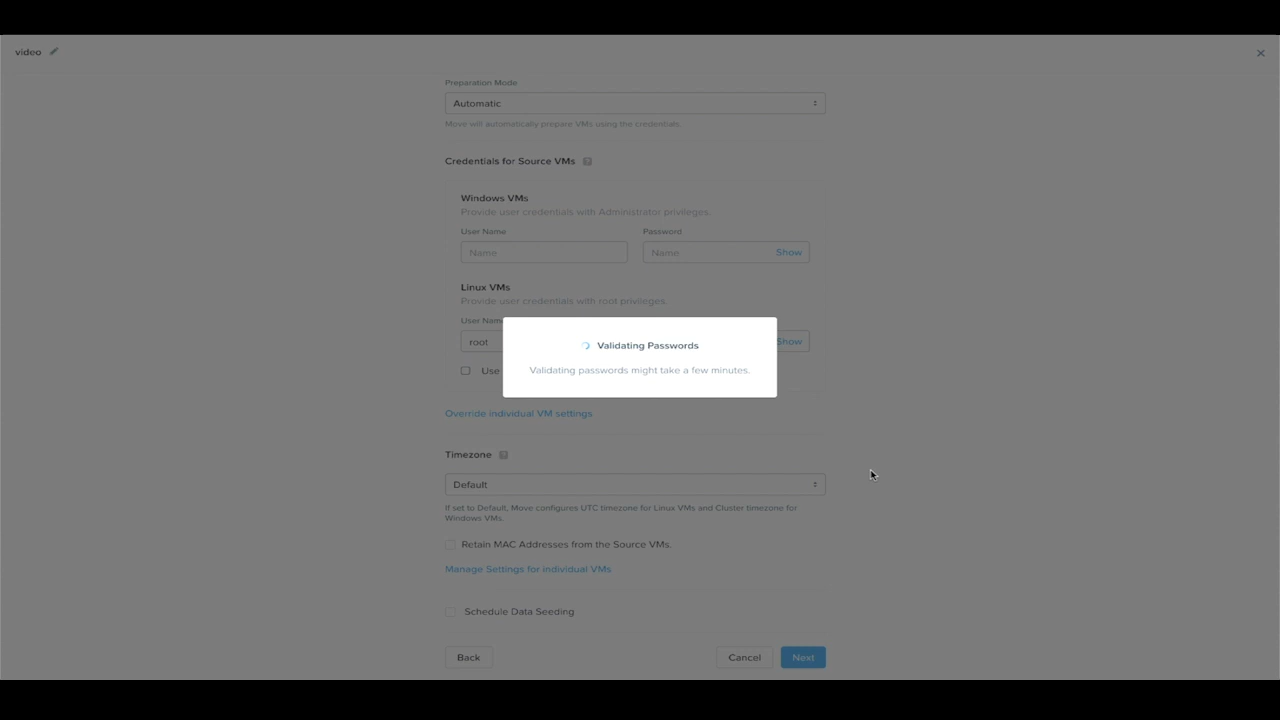 video
Preparation Mode
Automatic
Move will automatically prepare VMs using the credentials.
Credentials for Source VMs ?
Windows VMs
Provide user credentials with Administrator privileges.
User Name Password
Name Name Show
Linux VMs
Provide user credentials with root privileges.
User Name
root Show
Validating Passwords
Validating passwords might take a few minutes.
Use
Override individual VM settings
Timezone ?
Default
If set to Default, Move configures UTC timezone for Linux VMs and Cluster timezone for
Windows VMs.
Retain MAC Addresses from the Source VMs.
Manage Settings for individual VMs
Schedule Data Seeding
Back Cancel Next